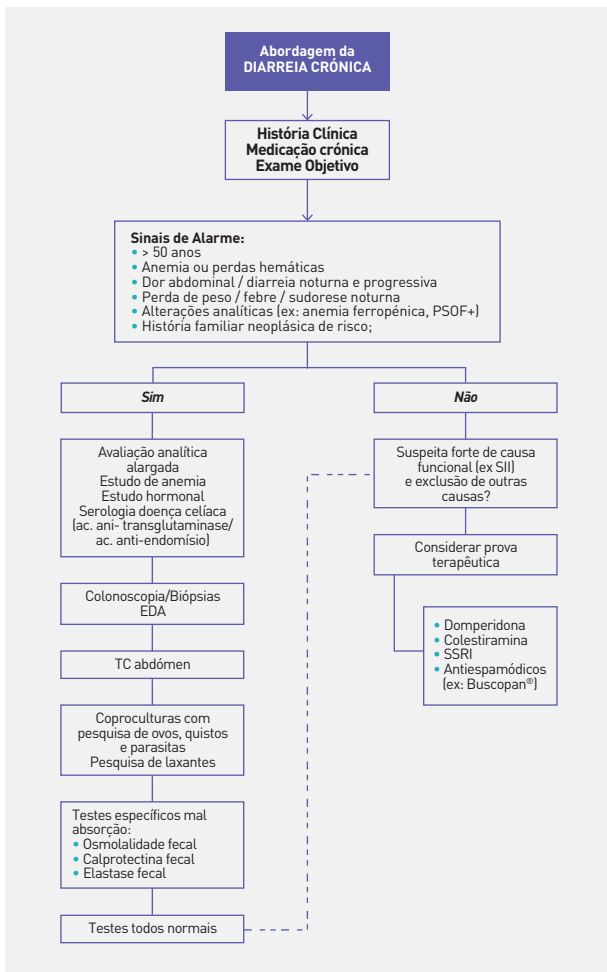 Abordagem da
DIARREIA CRÓNICA
História Clínica
Medicação crónica
Exame Objetivo
Sinais de Alarme:
• > 50 anos
• Anemia ou perdas hemáticas
• Dor abdominal / diarreia noturna e progressiva
• Perda de peso / febre / sudorese noturna
• Alterações analíticas (ex: anemia ferropénica, PSOF+)
• História familiar neoplásica de risco;
Sim
Avaliação analítica
alargada
Estudo de anemia
Estudo hormonal
Serologia doença celíaca
(ac. ani- transglutaminase/
ac. anti-endomísio)
Colonoscopia/Biópsias
EDA
TC abdómen
Coproculturas com
pesquisa de ovos, quistos
e parasitas
Pesquisa de laxantes
Testes específicos mal
absorção:
• Osmolalidade fecal
• Calprotectina fecal
• Elastase fecal
Testes todos normais
Não
Suspeita forte de causa
funcional (ex SII)
e exclusão de outras
causas?
Considerar prova
terapêutica
• Domperidona
• Colestiramina
• SSRI
• Antiespamódicos
(ex: Buscopan®)